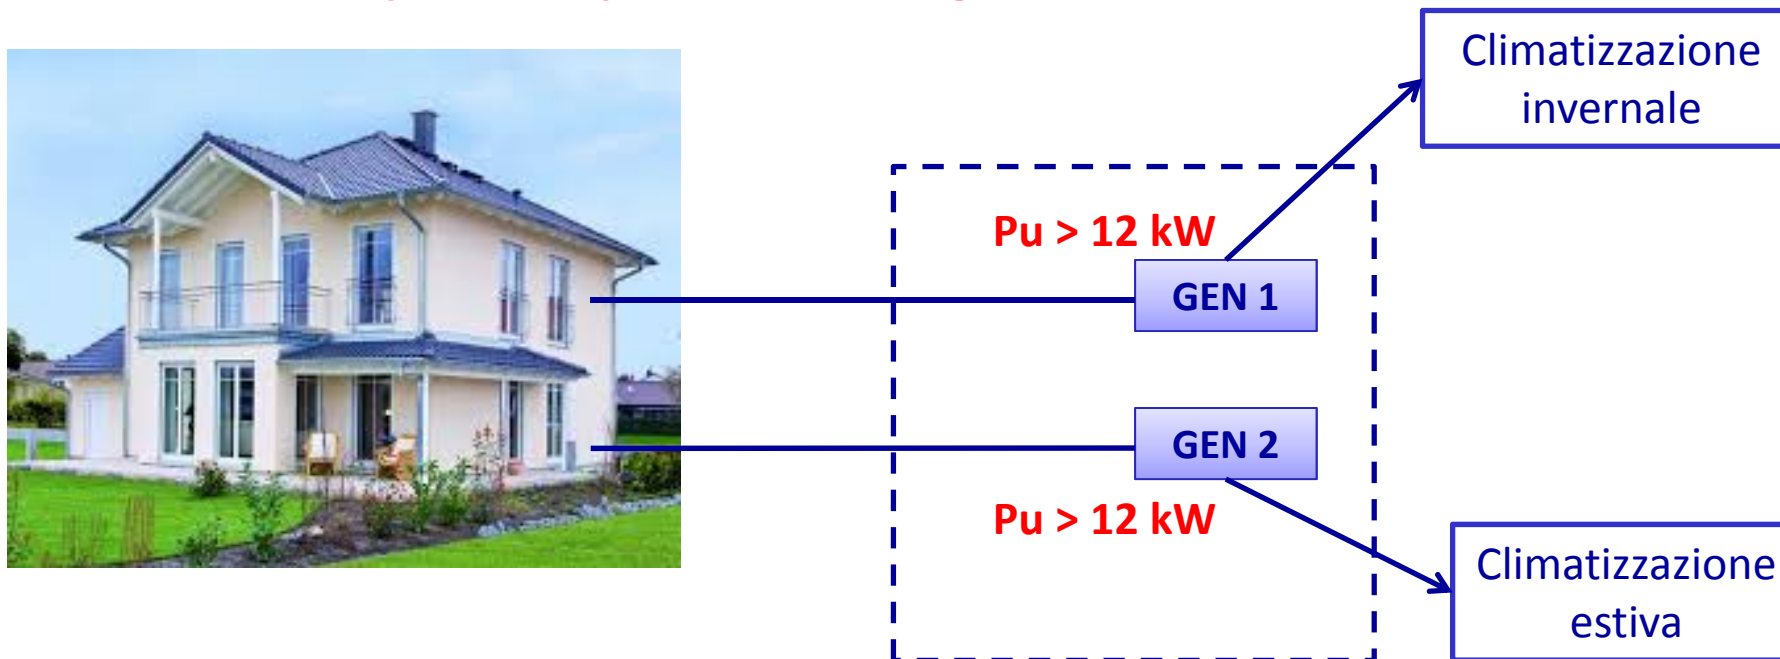 Climatizzazione
invernale
Pu > 12 kW
GEN 1
GEN 2
Pu > 12 kW
Climatizzazione
estiva